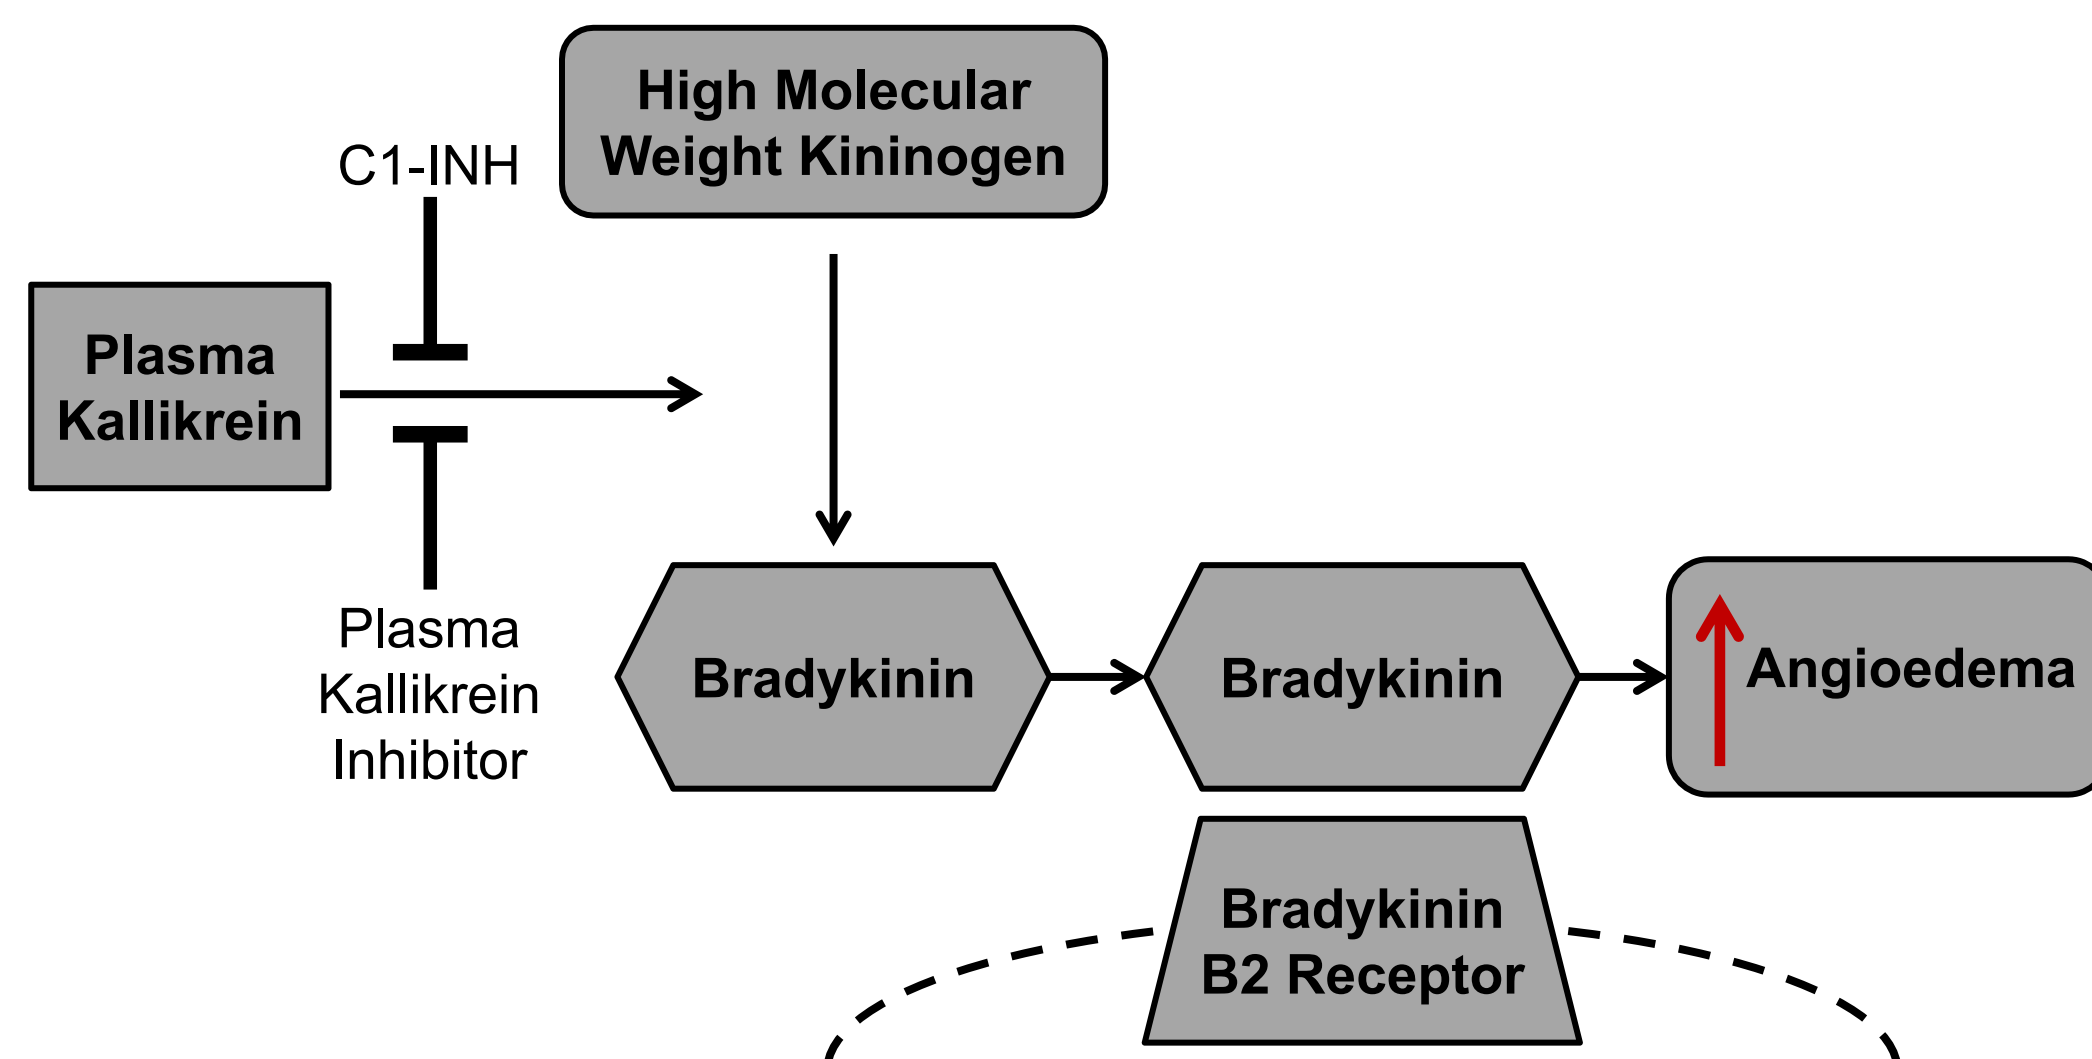 High Molecular
Weight Kininogen
C1-INH
Plasma
Kallikrein
Plasma
Kallikrein
Inhibitor
Bradykinin
Bradykinin
Angioedema
Bradykinin
B2 Receptor